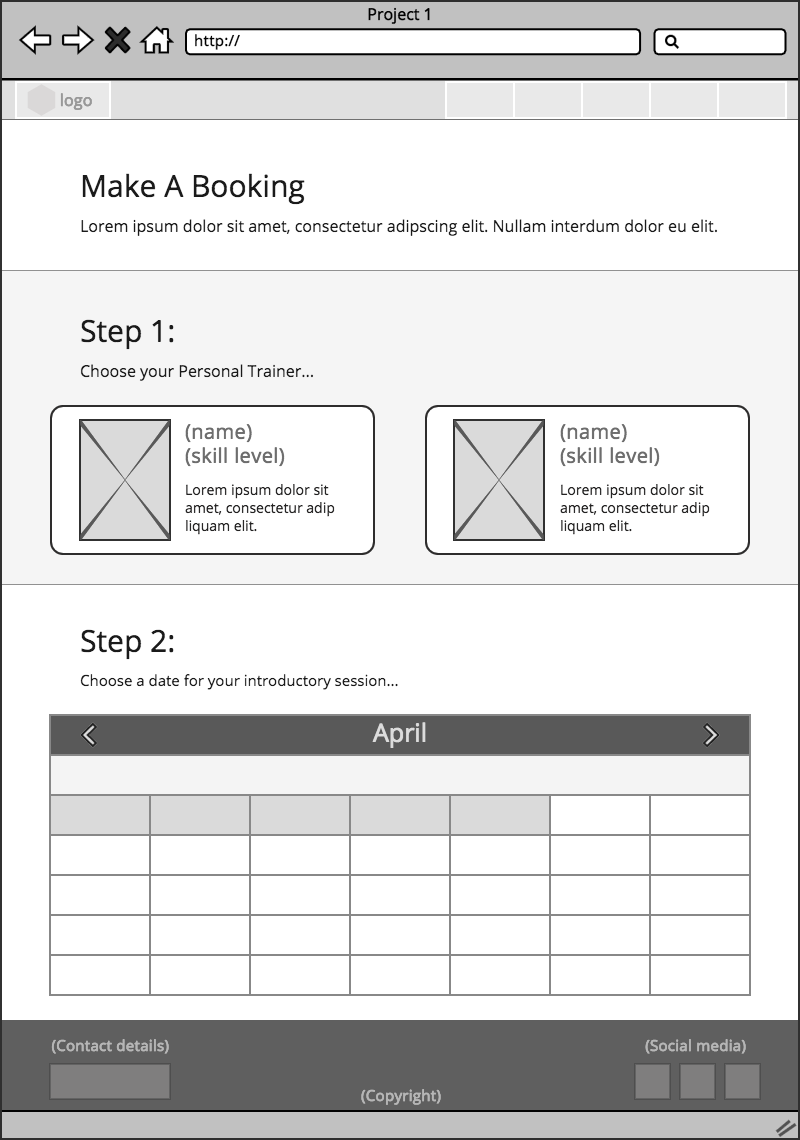 Project 1
http://
logo
Make A Booking
Lorem ipsum dolor sit amet, consectetur adipscing elit. Nullam interdum dolor eu elit.
Step 1:
Choose your Personal Trainer...
(name)
(skill level)
Lorem ipsum dolor sit
amet, consectetur adip
liquam elit.
(name)
(skill level)
Lorem ipsum dolor sit
amet, consectetur adip
liquam elit.
Step 2:
Choose a date for your introductory session...
April
(Contact details)
(Social media)
(Copyright)